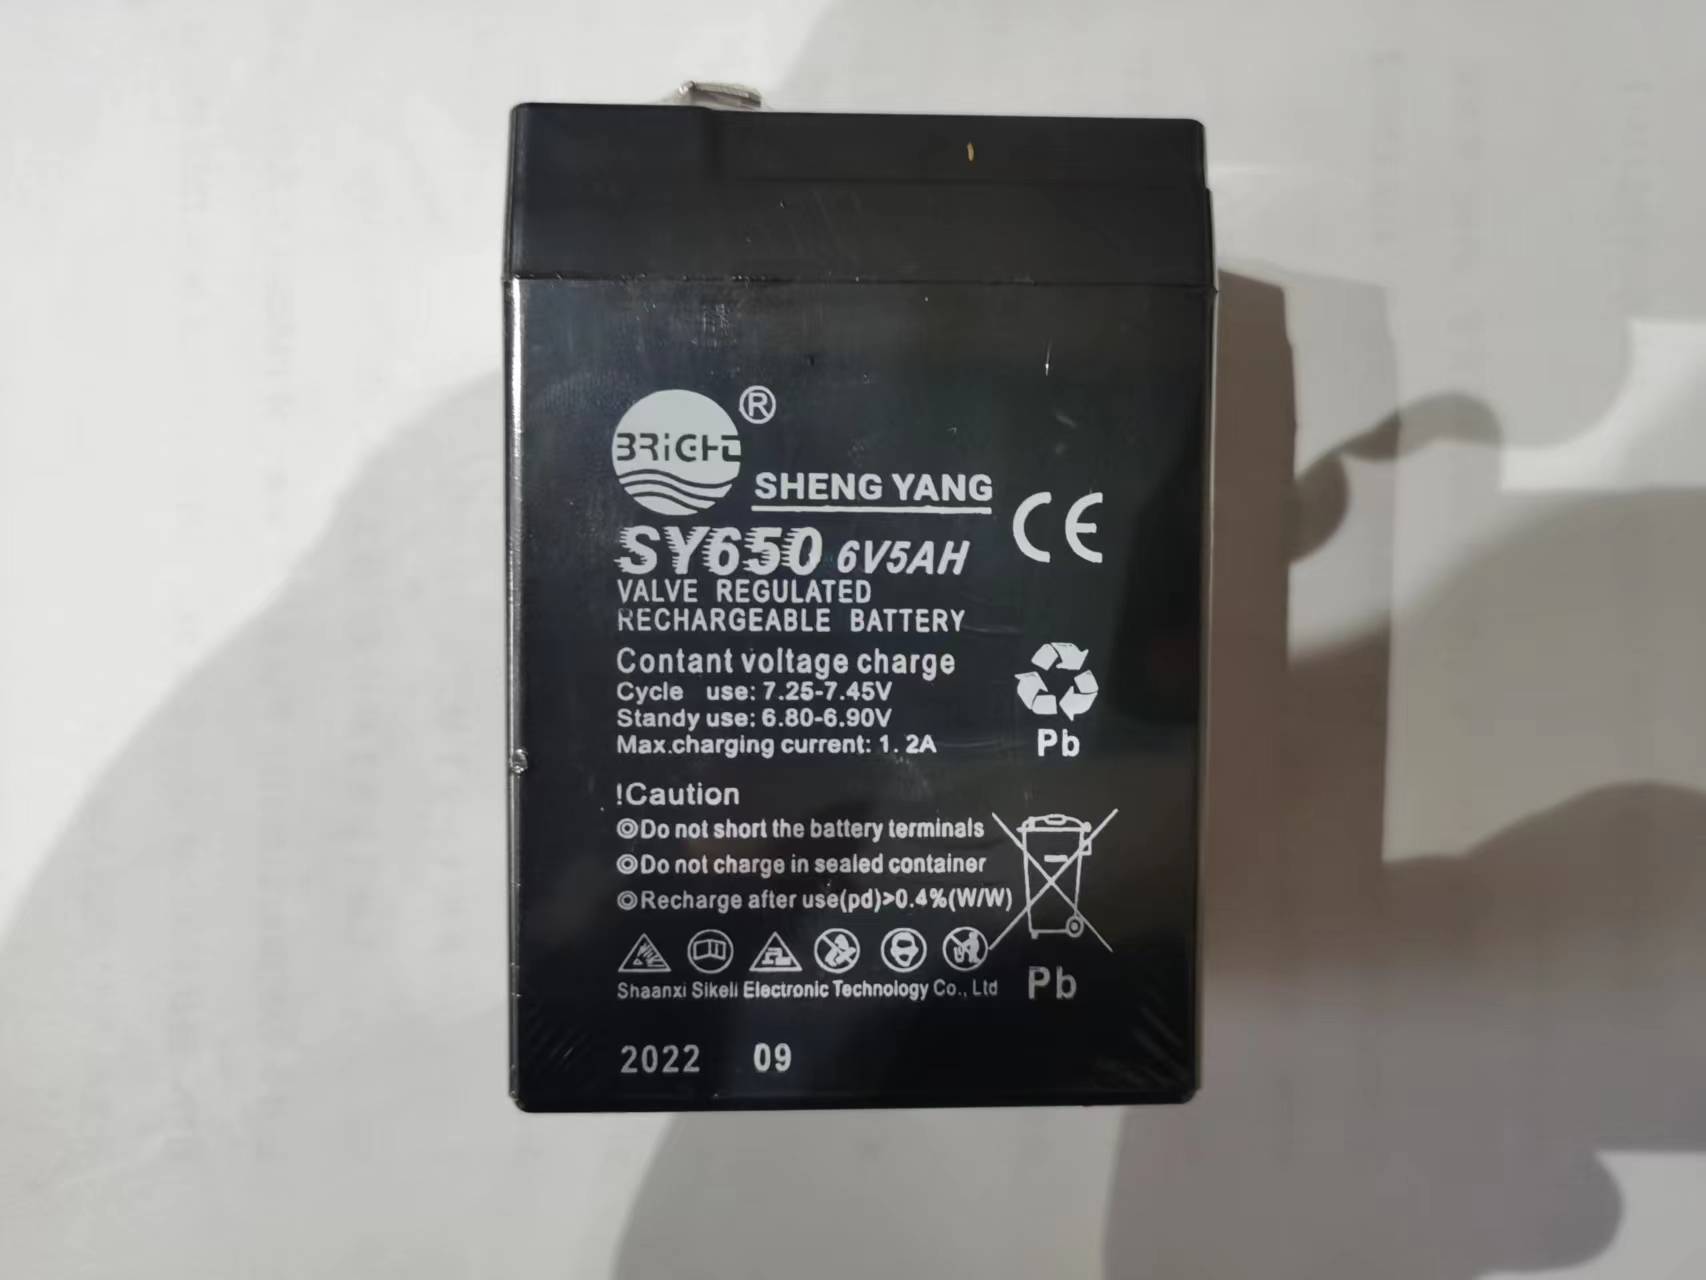 BRIGHT
®
SHENG YANG
SY650 6V5AH
CE
VALVE REGULATED
RECHARGEABLE BATTERY
Contant voltage charge
Cycle use: 7.25-7.45V
Standy use: 6.80-6.90V
Max.charging current: 1. 2A
Pb
!Caution
◎Do not short the battery terminals
◎Do not charge in sealed container
◎Recharge after use(pd)>0.4%(W/W)
Shaanxi Sikeli Electronic Technology Co., Ltd
Pb
2022 09